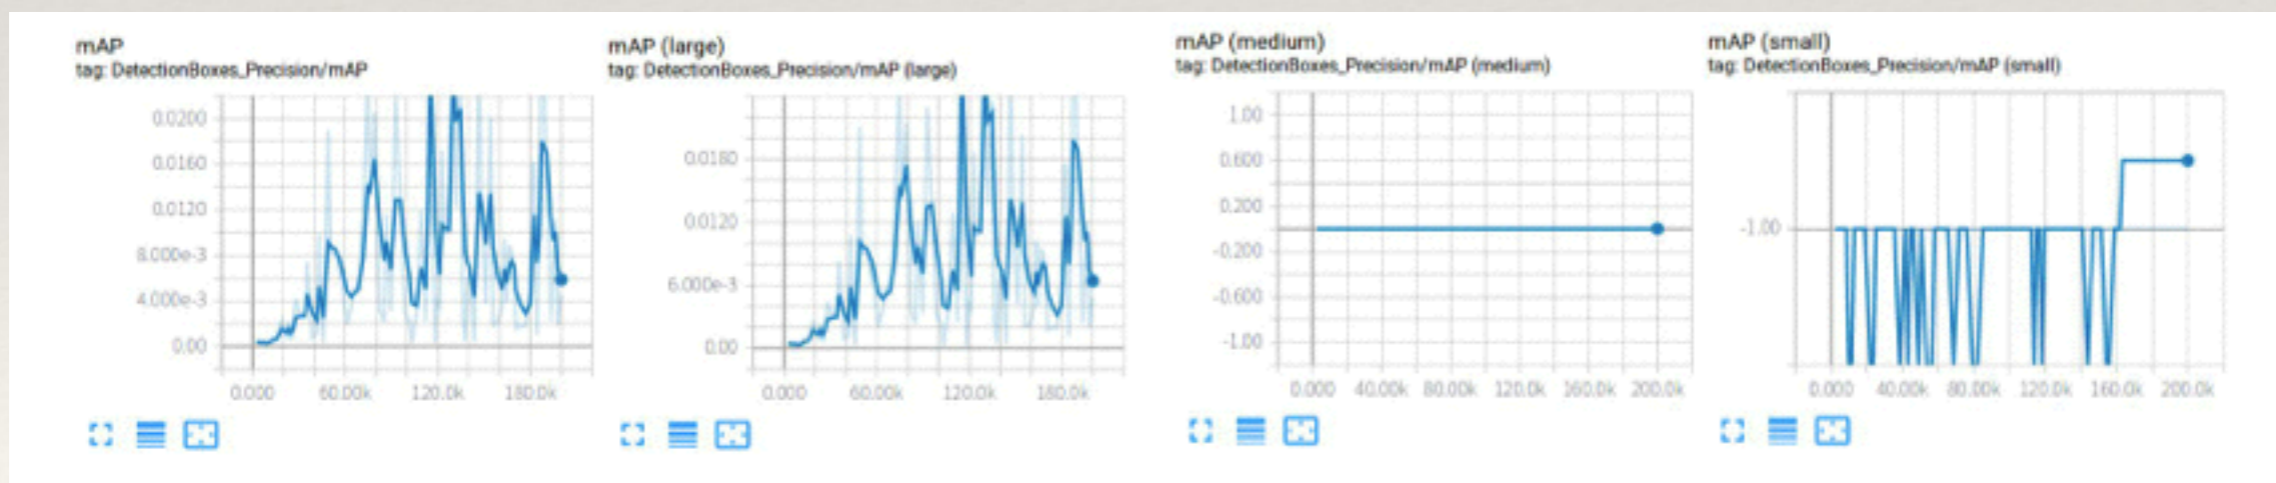 mAP
tag: DetectionBoxes_Precision/mAP
0.0200
0.0160
0.0120
8.000e-3
4.000e-3
0.00
0.000 60.00k 120.0k 180.0k
mAP (large)
tag: DetectionBoxes_Precision/mAP (large)
0.0180
0.0120
6.000e-3
0.00
0.000 60.00k 120.0k 180.0k
mAP (medium)
tag: DetectionBoxes_Precision/mAP (medium)
1.00
0.600
0.200
-0.200
-0.600
-1.00
0.000 40.00k 80.00k 120.0k 160.0k 200.0k
mAP (small)
tag: DetectionBoxes_Precision/mAP (small)
-1.00
0.000 40.00k 80.00k 120.0k 160.0k 200.0k